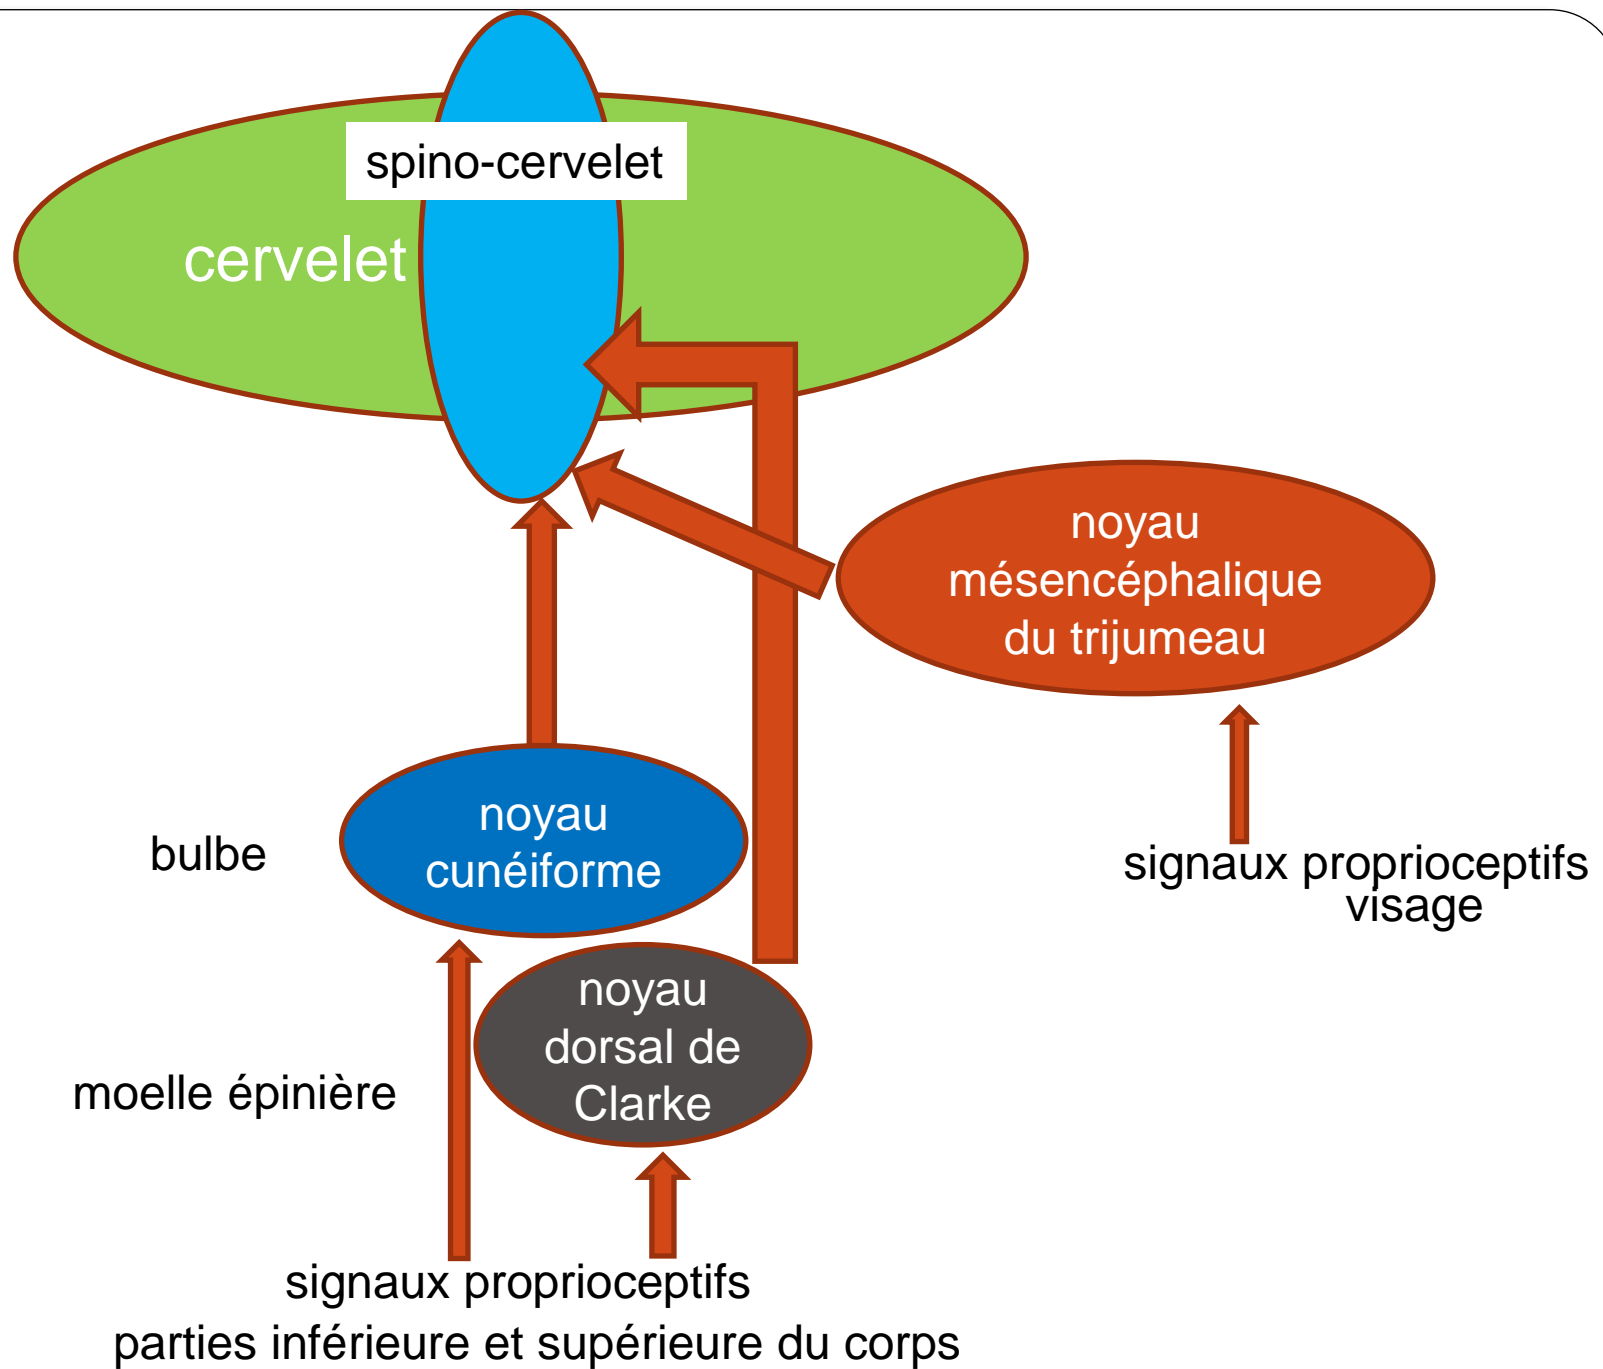 spino-cervelet
cervelet
noyau
mésencéphalique
du trijumeau
noyau
cunéiforme
bulbe
signaux proprioceptifs
visage
noyau
dorsal de
Clarke
moelle épinière
signaux proprioceptifs
parties inférieure et supérieure du corps